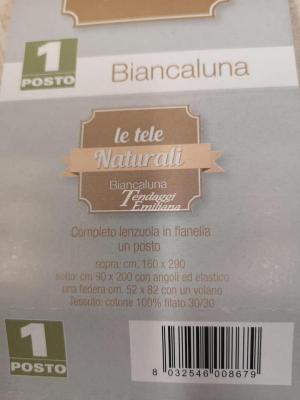 1
POSTO
Biancaluna
le tele
Naturali
Biancaluna
Tendaggi
Emiliana
Completo lenzuola in flanella
un posto
sopra: cm. 160 x 290
sotto: cm 90 x 200 con angoli ed elastico
una federa cm. 52 x 82 con un volano
Tessuto: cotone 100% filato 30/30
1
POSTO
8 032546 008679